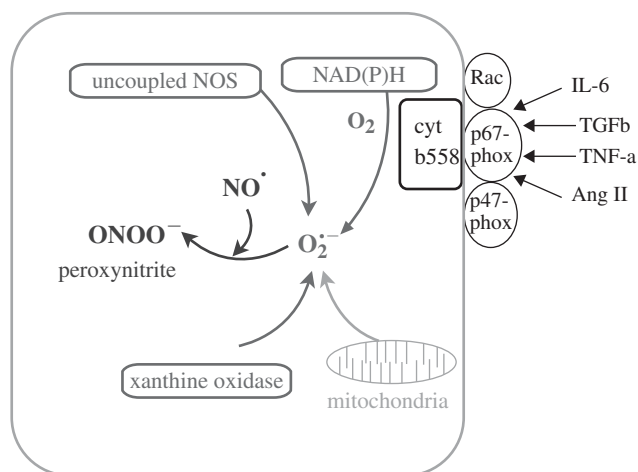 uncoupled NOS
NAD(P)H
O₂
cyt
b558
Rac
p67-
phox
p47-
phox
IL-6
TGFb
TNF-a
Ang II
NO˙
ONOO⁻
peroxynitrite
O₂˙⁻
xanthine oxidase
mitochondria